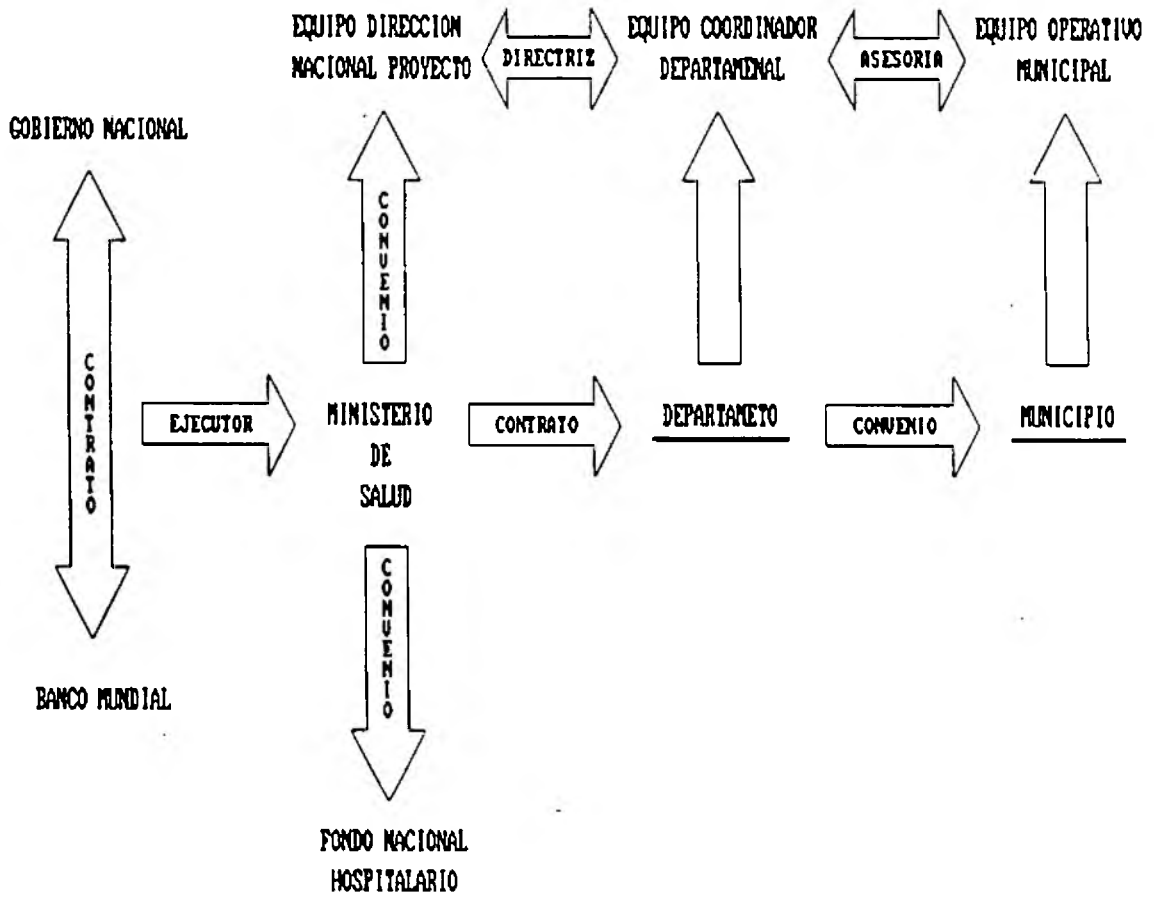 EQUIPO DIRECCION
NACIONAL PROYECTO
DIRECTRIZ
EQUIPO COORDINADOR
DEPARTAMENAL
ASESORIA
EQUIPO OPERATIVO
MUNICIPAL
GOBIERNO NACIONAL
CONTRATO
BANCO MUNDIAL
EJECUTOR
CONVENIO
MINISTERIO
DE
SALUD
CONVENIO
FONDO NACIONAL
HOSPITALARIO
CONTRATO
DEPARTAMETO
CONVENIO
MUNICIPIO